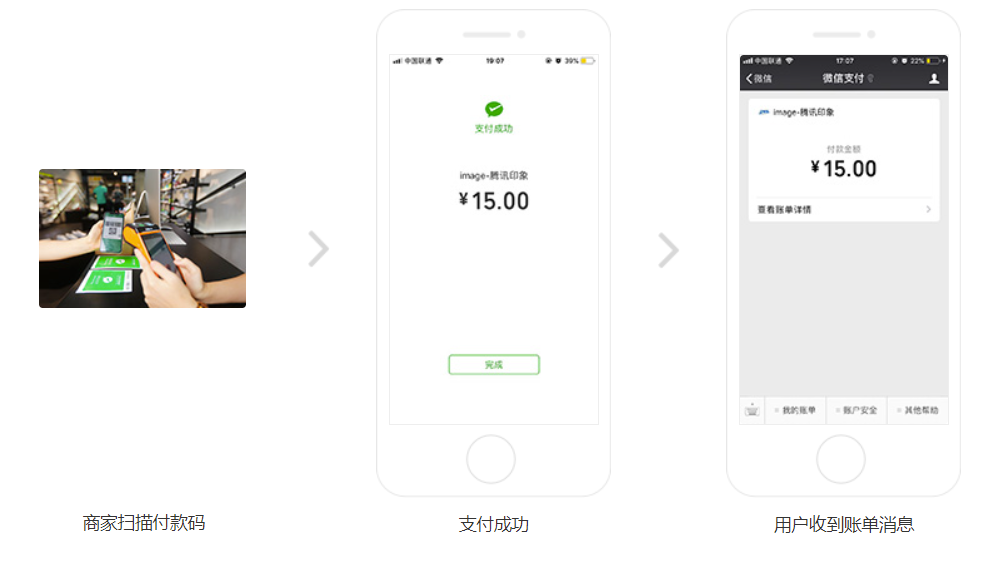 中国联通
19:07
39%
支付成功
image-腾讯印象
¥15.00
完成
中国联通
17:07
22%
微信
微信支付
image-腾讯印象
付款金额
¥15.00
查看账单详情
我的账单
账户安全
其他帮助
商家扫描付款码
支付成功
用户收到账单消息